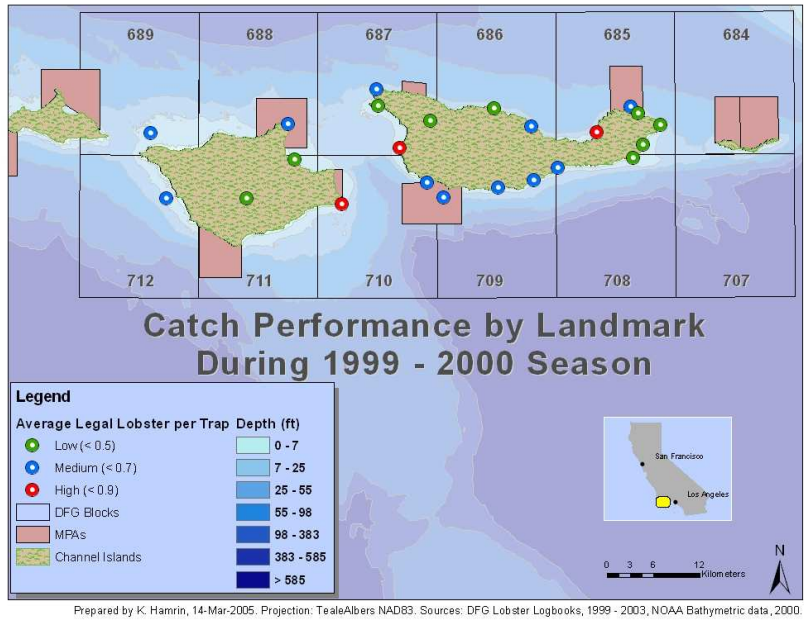 689 688 687 686 685 684
712 711 710 709 708 707
Catch Performance by Landmark
During 1999 - 2000 Season
Legend
Average Legal Lobster per Trap
Low (< 0.5)
Medium (< 0.7)
High (< 0.9)
DFG Blocks
MPAs
Channel Islands
Depth (ft)
0 - 7
7 - 25
25 - 55
55 - 98
98 - 383
383 - 585
> 585
San Francisco
Los Angeles
N
0 3 6 12
Kilometers
Prepared by K. Hamrin, 14-Mar-2005. Projection: TealeAlbers NAD83. Sources: DFG Lobster Logbooks, 1999 - 2003, NOAA Bathymetric data, 2000.